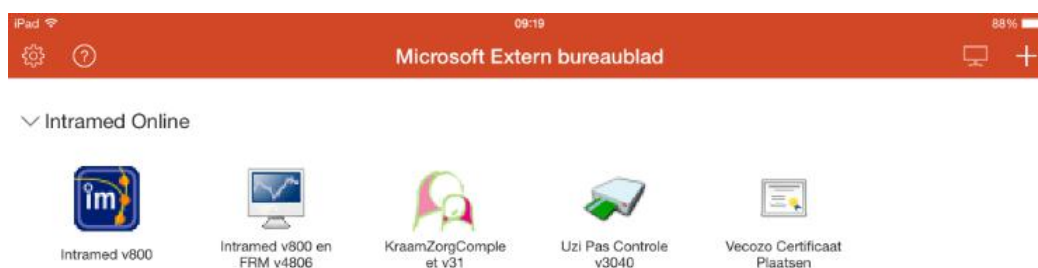 iPad 09:19 88%
Microsoft Extern bureaublad
Intramed Online
im
Intramed v800
Intramed v800 en
FRM v4806
KraamZorgComple
et v31
Uzi Pas Controle
v3040
Vecozo Certificaat
Plaatsen